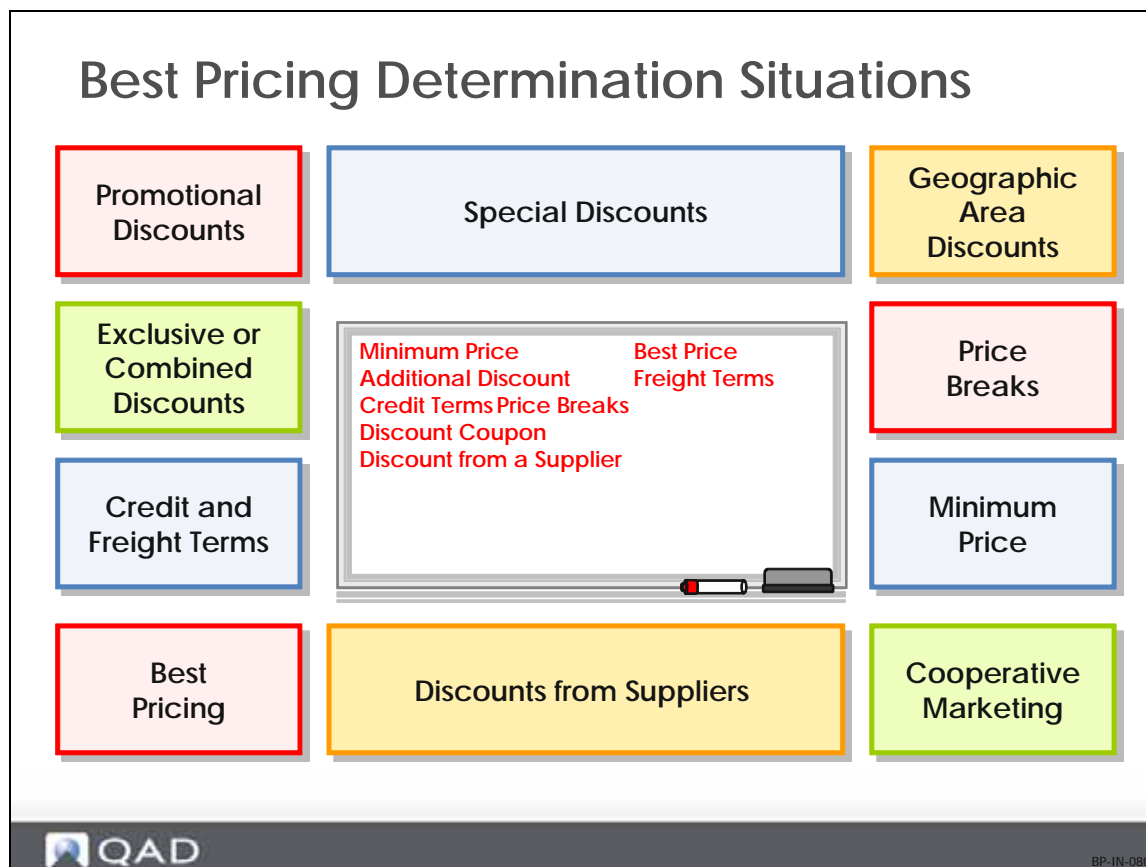 Best Pricing Determination Situations
Promotional
Discounts
Special Discounts
Geographic
Area
Discounts
Exclusive or
Combined
Discounts
Minimum Price Best Price
Additional Discount Freight Terms
Credit Terms Price Breaks
Discount Coupon
Discount from a Supplier
Price
Breaks
Credit and
Freight Terms
Minimum
Price
Best
Pricing
Discounts from Suppliers
Cooperative
Marketing
QAD